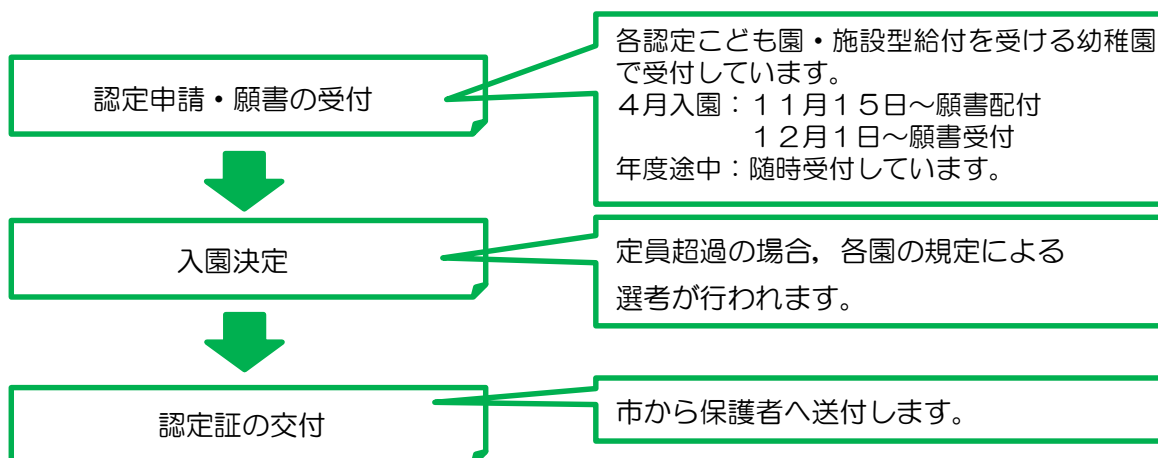 認定申請・願書の受付
各認定こども園・施設型給付を受ける幼稚園
で受付しています。
４月入園：１１月１５日～願書配付
１２月１日～願書受付
年度途中：随時受付しています。
入園決定
定員超過の場合，各園の規定による
選考が行われます。
認定証の交付
市から保護者へ送付します。